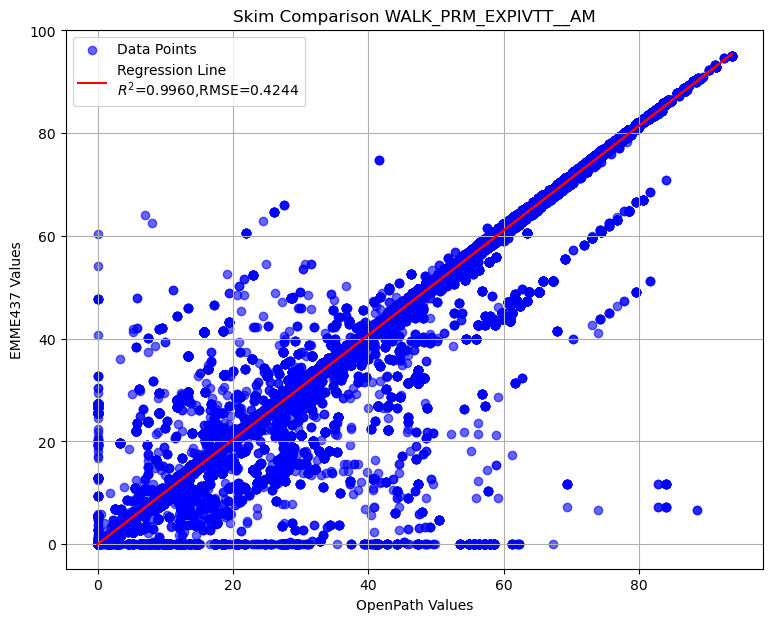 Skim Comparison WALK_PRM_EXPIVTT__AM
Data Points
Regression Line
R²=0.9960,RMSE=0.4244
100
80
60
40
20
0
EMME437 Values
0 20 40 60 80
OpenPath Values